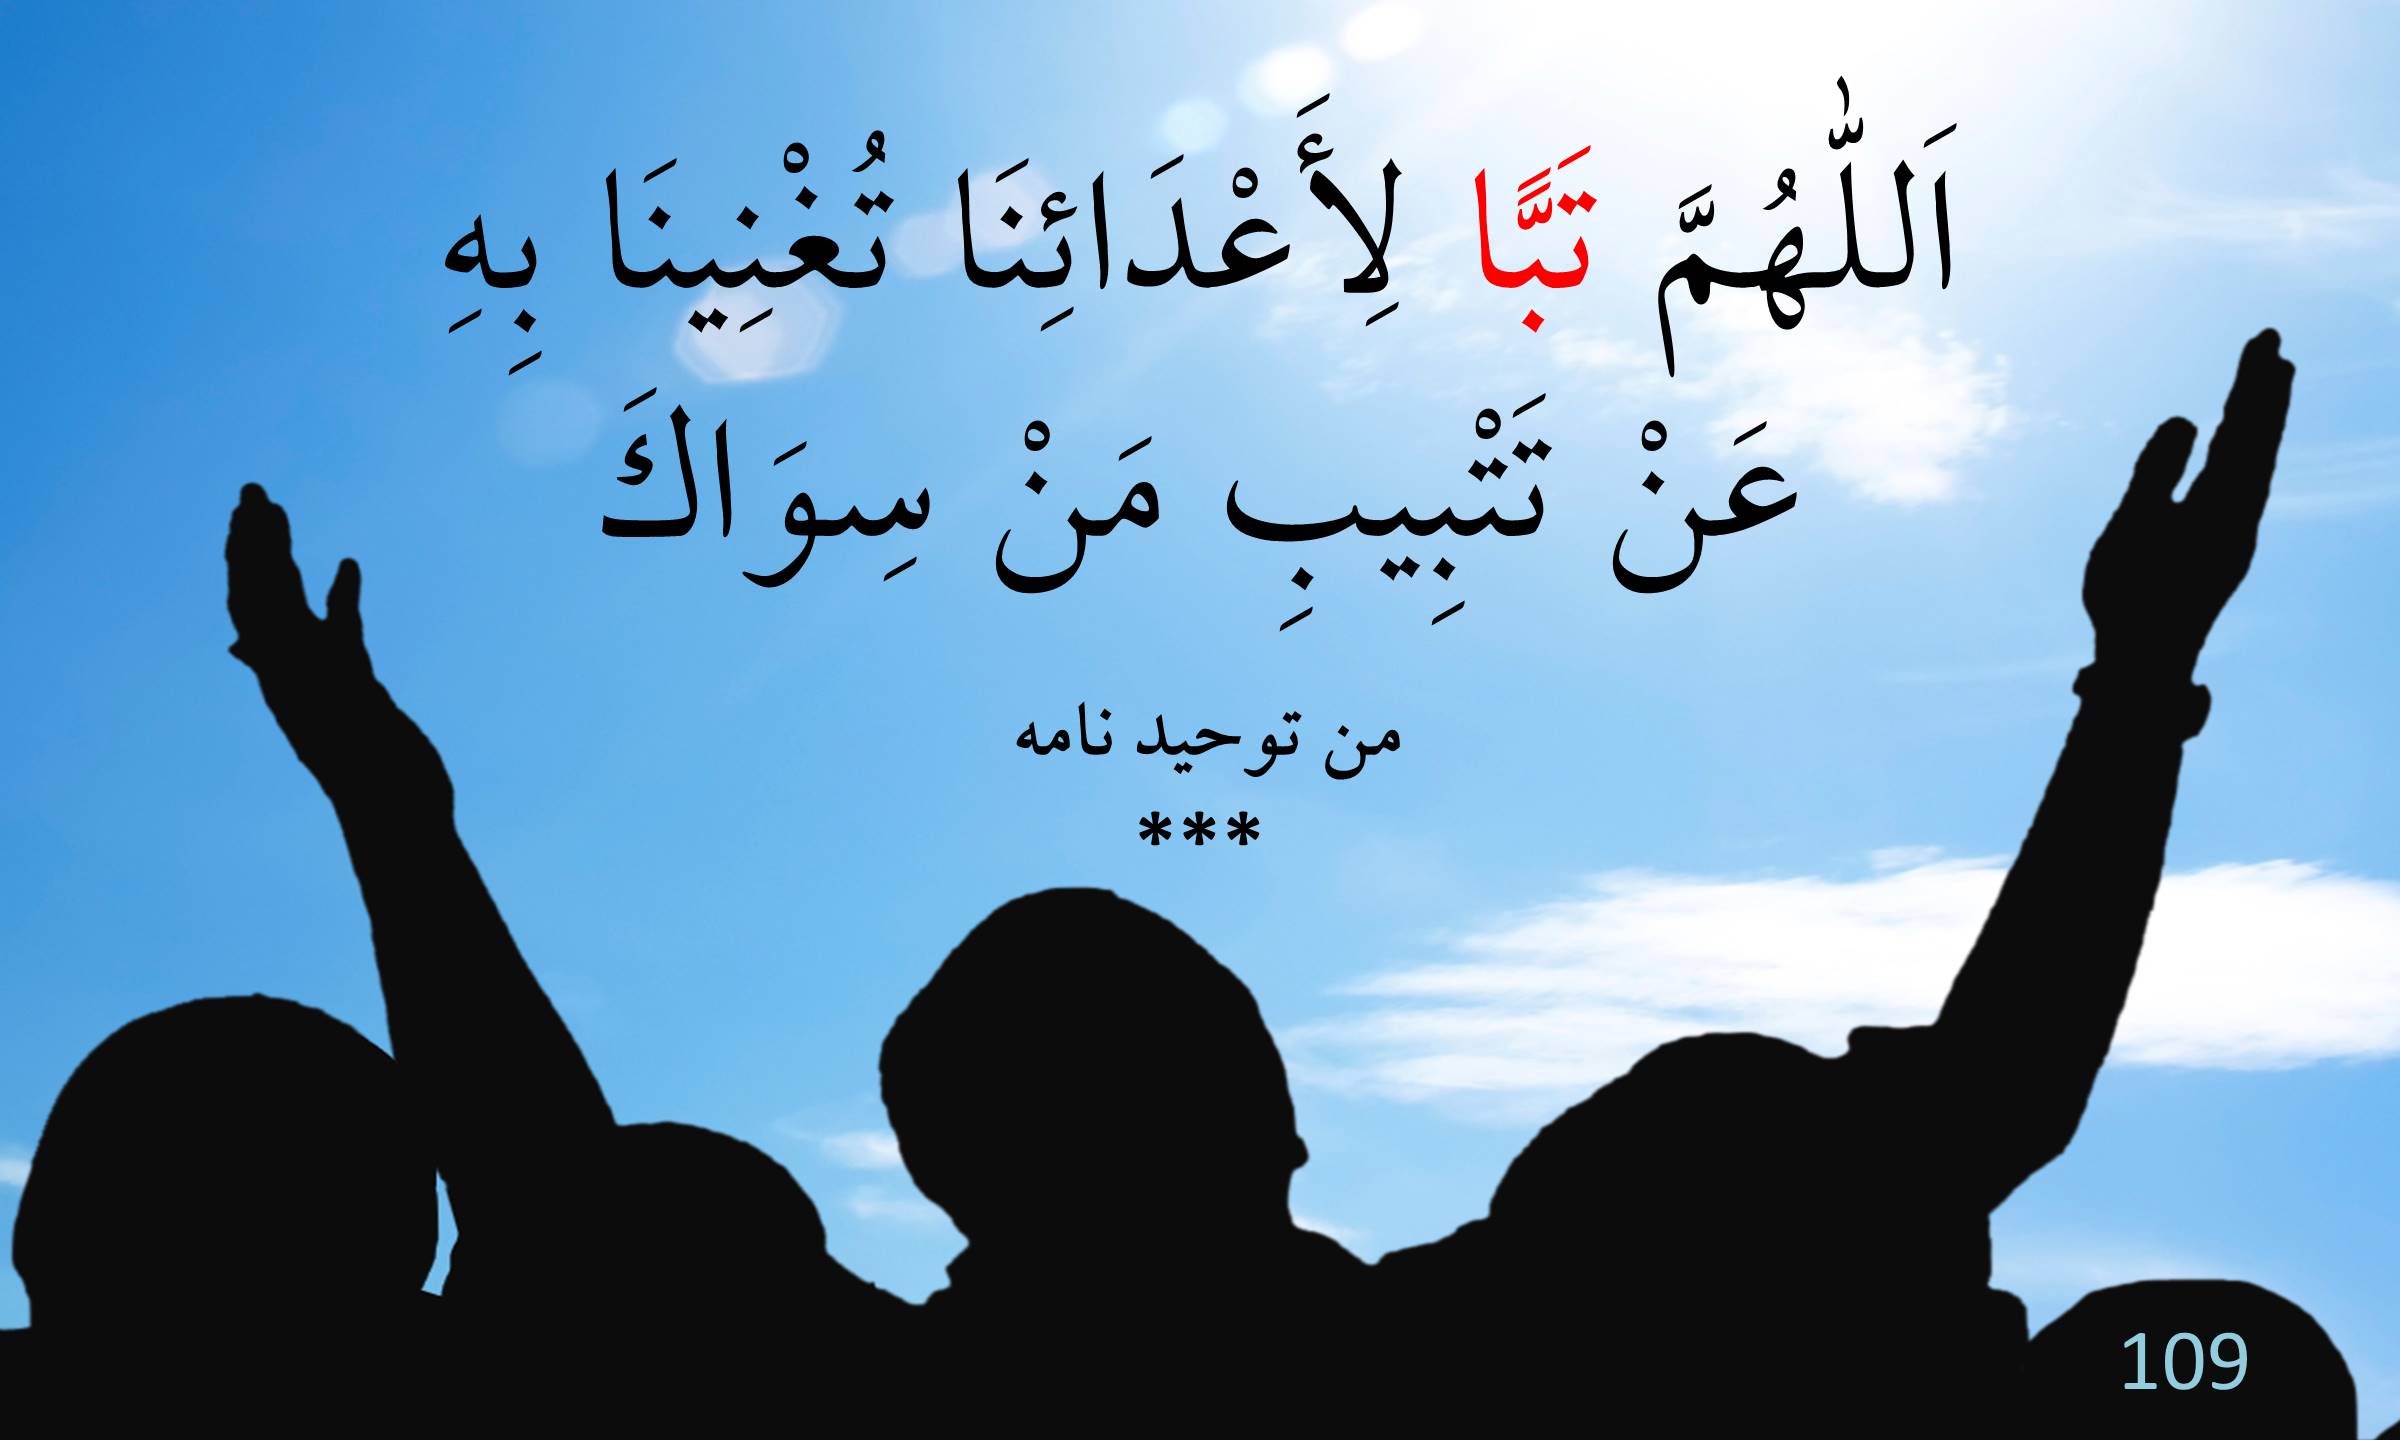 اَللّٰهُمَّ تَبًّا لِأَعْدَائِنَا تُغْنِينَا بِهِ
عَنْ تَتْبِيبِ مَنْ سِوَاكَ
من توحيد نامه
***
109